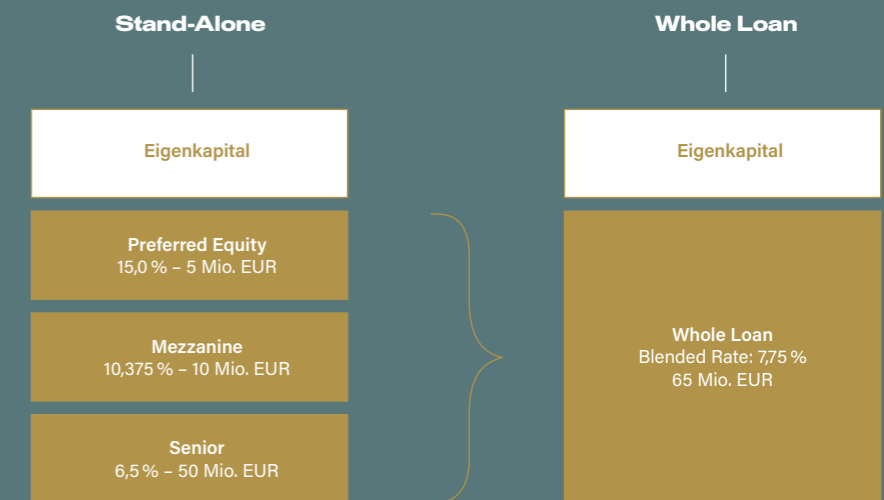 Stand-Alone
Eigenkapital
Preferred Equity
15,0 % – 5 Mio. EUR
Mezzanine
10,375 % – 10 Mio. EUR
Senior
6,5 % – 50 Mio. EUR
Whole Loan
Eigenkapital
Whole Loan
Blended Rate: 7,75 %
65 Mio. EUR